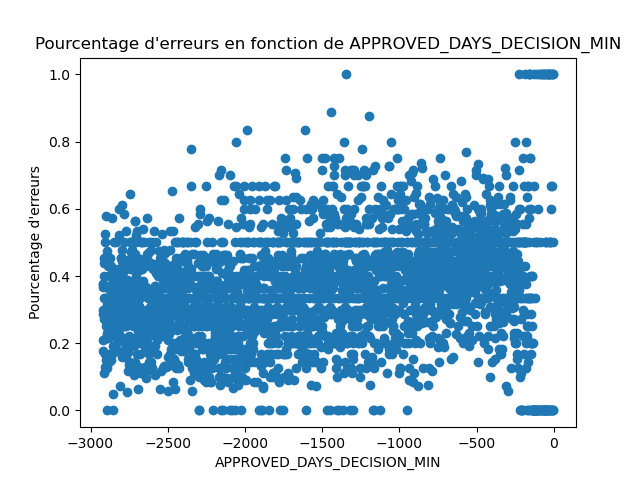 Pourcentage d'erreurs en fonction de APPROVED_DAYS_DECISION_MIN
1.0
0.8
0.6
0.4
0.2
0.0
Pourcentage d'erreurs
−3000 −2500 −2000 −1500 −1000 −500 0
APPROVED_DAYS_DECISION_MIN